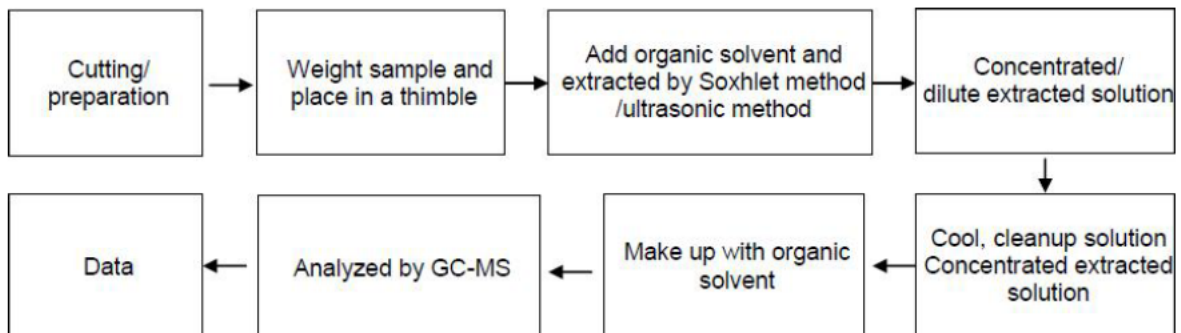 Cutting/
preparation
Weight sample and
place in a thimble
Add organic solvent and
extracted by Soxhlet method
/ultrasonic method
Concentrated/
dilute extracted solution
Cool, cleanup solution
Concentrated extracted
solution
Make up with organic
solvent
Analyzed by GC-MS
Data